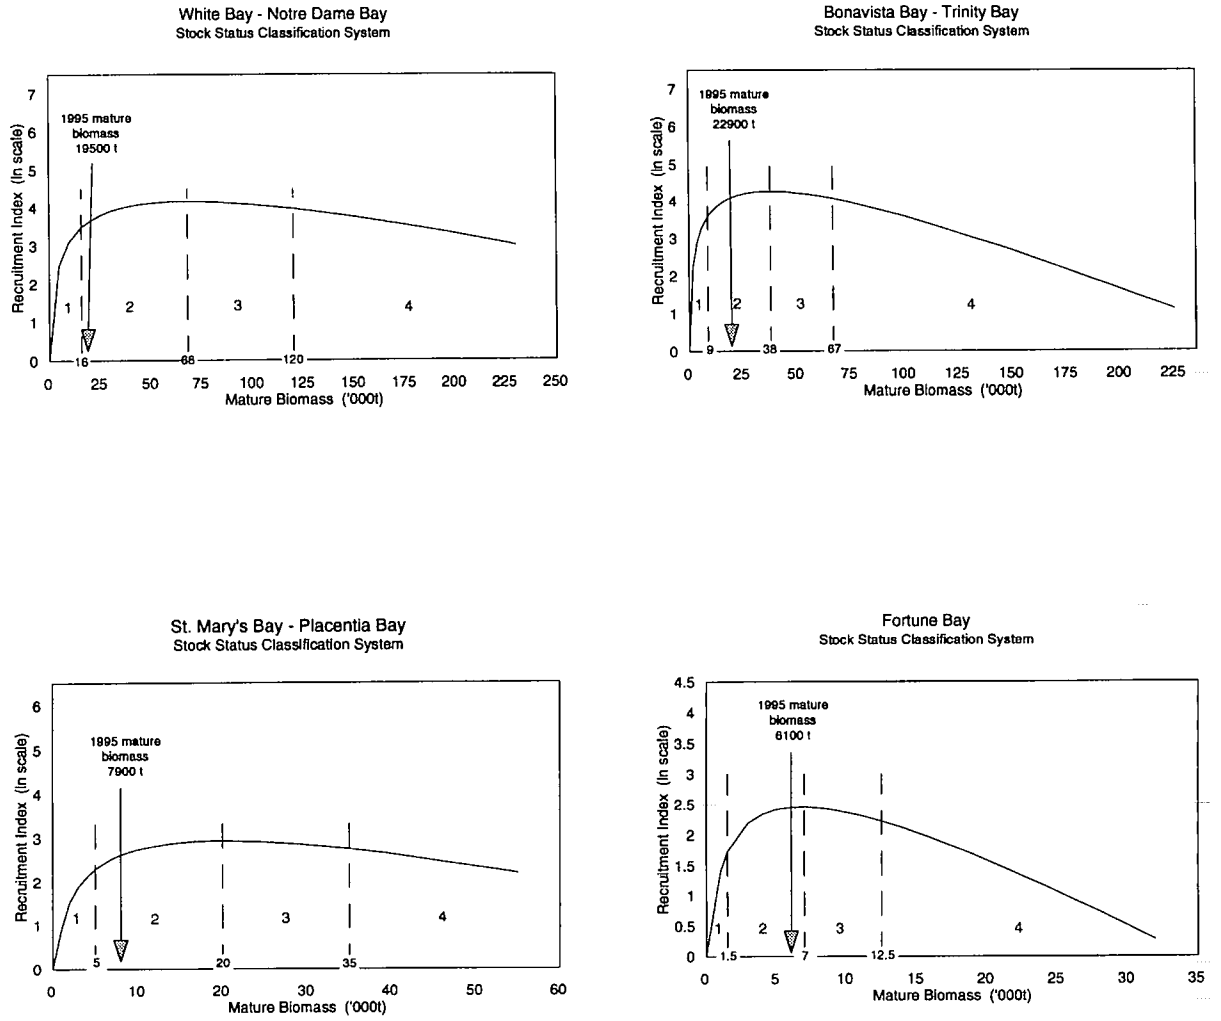 White Bay - Notre Dame Bay
Stock Status Classification System
Recruitment Index (ln scale)
7
6
5
4
3
2
1
0
1995 mature
biomass
19500 t
1
2
3
4
16
68
120
0 25 50 75 100 125 150 175 200 225 250
Mature Biomass ('000t)
Bonavista Bay - Trinity Bay
Stock Status Classification System
Recruitment Index (ln scale)
7
6
5
4
3
2
1
0
1995 mature
biomass
22900 t
1
2
3
4
9
38
67
0 25 50 75 100 125 150 175 200 225
Mature Biomass ('000t)
St. Mary's Bay - Placentia Bay
Stock Status Classification System
Recruitment Index (ln scale)
6
5
4
3
2
1
0
1995 mature
biomass
7900 t
1
2
3
4
5
20
35
0 10 20 30 40 50 60
Mature Biomass ('000t)
Fortune Bay
Stock Status Classification System
Recruitment Index (ln scale)
4.5
4
3.5
3
2.5
2
1.5
1
0.5
0
1995 mature
biomass
6100 t
1
2
3
4
1.5
7
12.5
0 5 10 15 20 25 30 35
Mature Biomass ('000t)